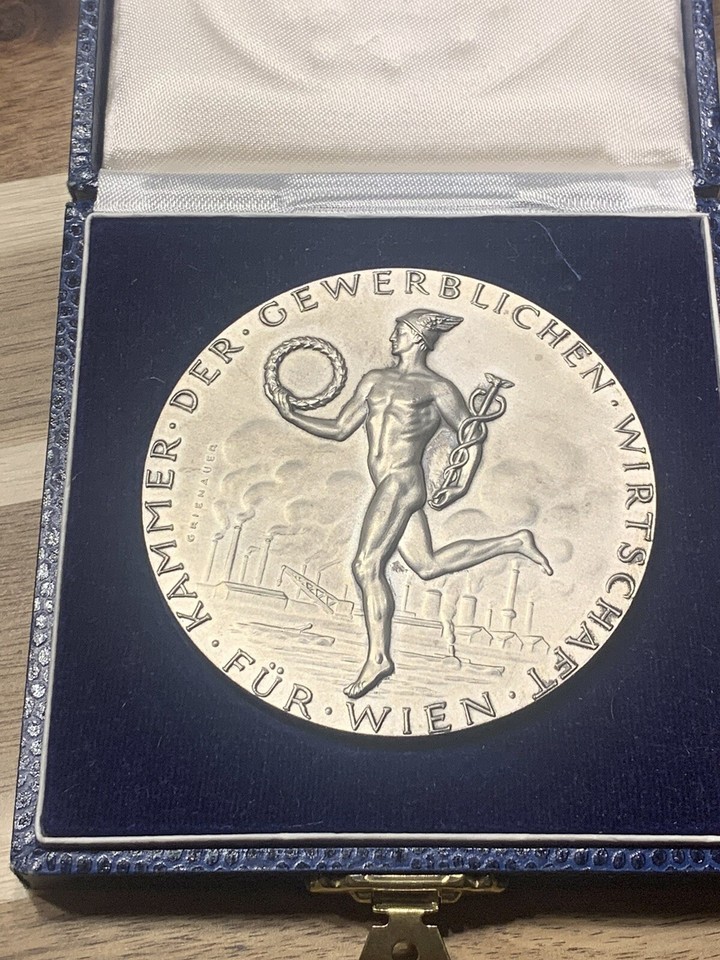 KAMMER · DER · GEWERBLICHEN · WIRTSCHAFT · FÜR · WIEN ·
GRIENAUER